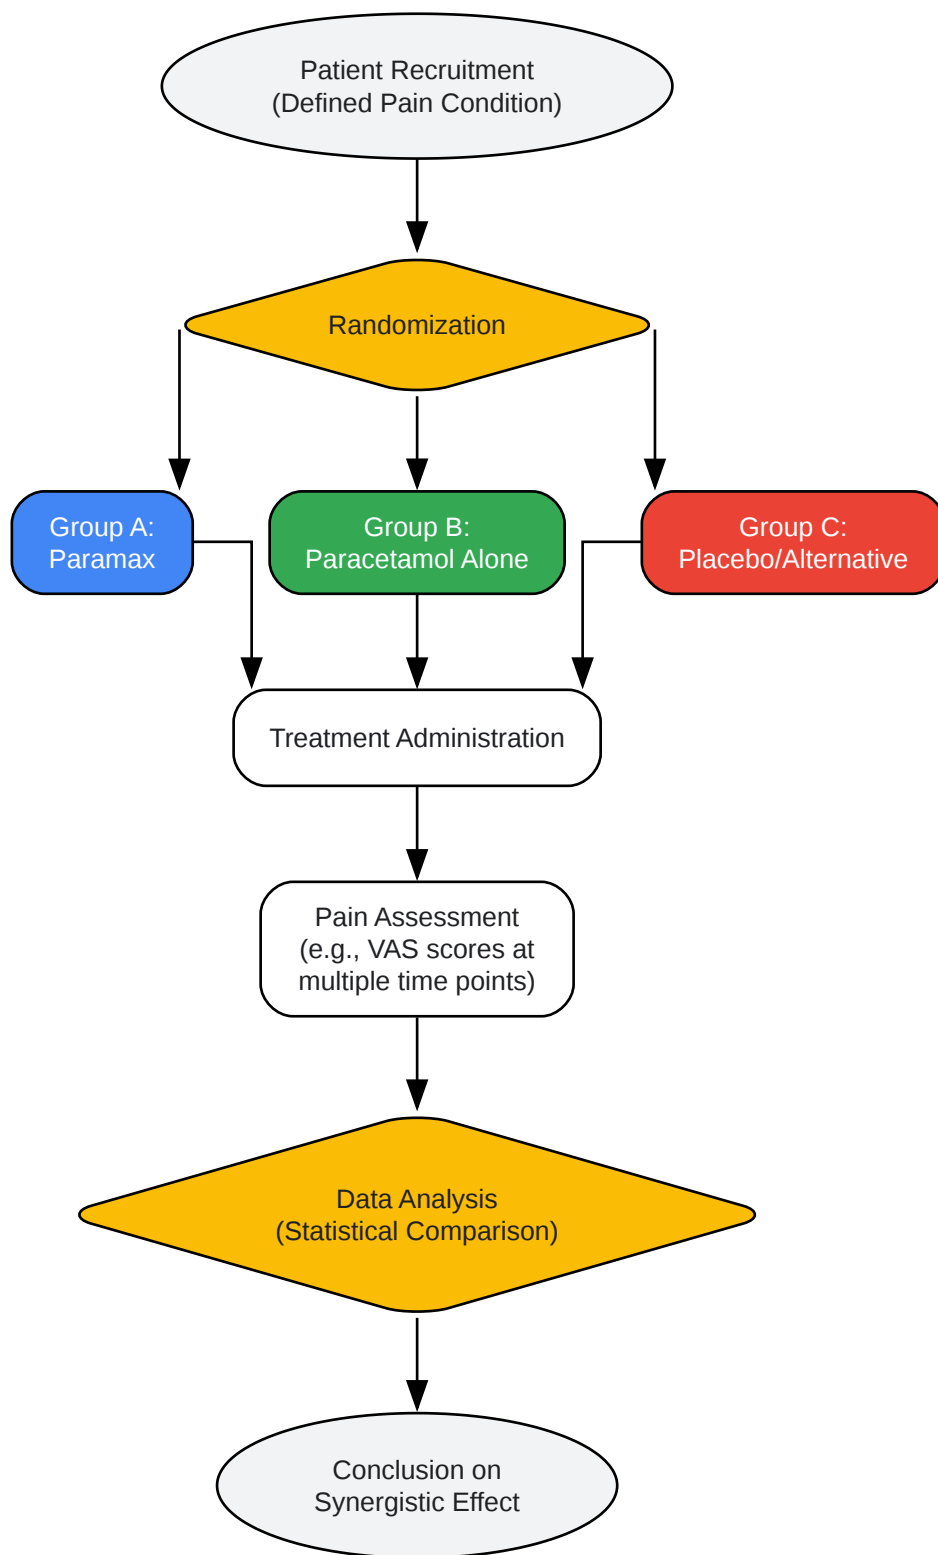 Patient Recruitment
(Defined Pain Condition)
Randomization
Group A:
Paramax
Group B:
Paracetamol Alone
Group C:
Placebo/Alternative
Treatment Administration
Pain Assessment
(e.g., VAS scores at
multiple time points)
Data Analysis
(Statistical Comparison)
Conclusion on
Synergistic Effect